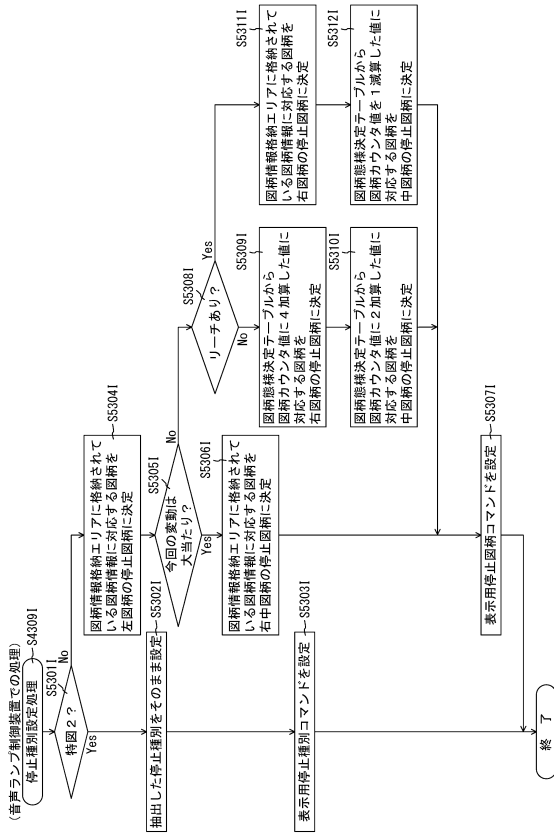 (音声ランプ制御装置での処理)
停止種別設定処理
S4309I
特図２？
S5301I
Yes
No
抽出した停止種別をそのまま設定
S5302I
表示用停止種別コマンドを設定
S5303I
図柄情報格納エリアに格納されて
いる図柄情報に対応する図柄を
左図柄の停止図柄に決定
S5304I
今回の変動は
大当たり？
S5305I
Yes
No
図柄情報格納エリアに格納されて
いる図柄情報に対応する図柄を
右中図柄の停止図柄に決定
S5306I
リーチあり？
S5308I
Yes
No
図柄態様決定テーブルから
図柄カウンタ値に４加算した値に
対応する図柄を
右図柄の停止図柄に決定
S5309I
図柄態様決定テーブルから
図柄カウンタ値に２加算した値に
対応する図柄を
中図柄の停止図柄に決定
S5310I
図柄情報格納エリアに格納されて
いる図柄情報に対応する図柄を
右図柄の停止図柄に決定
S5311I
図柄態様決定テーブルから
図柄カウンタ値を１減算した値に
対応する図柄を
中図柄の停止図柄に決定
S5312I
表示用停止図柄コマンドを設定
S5307I
終了